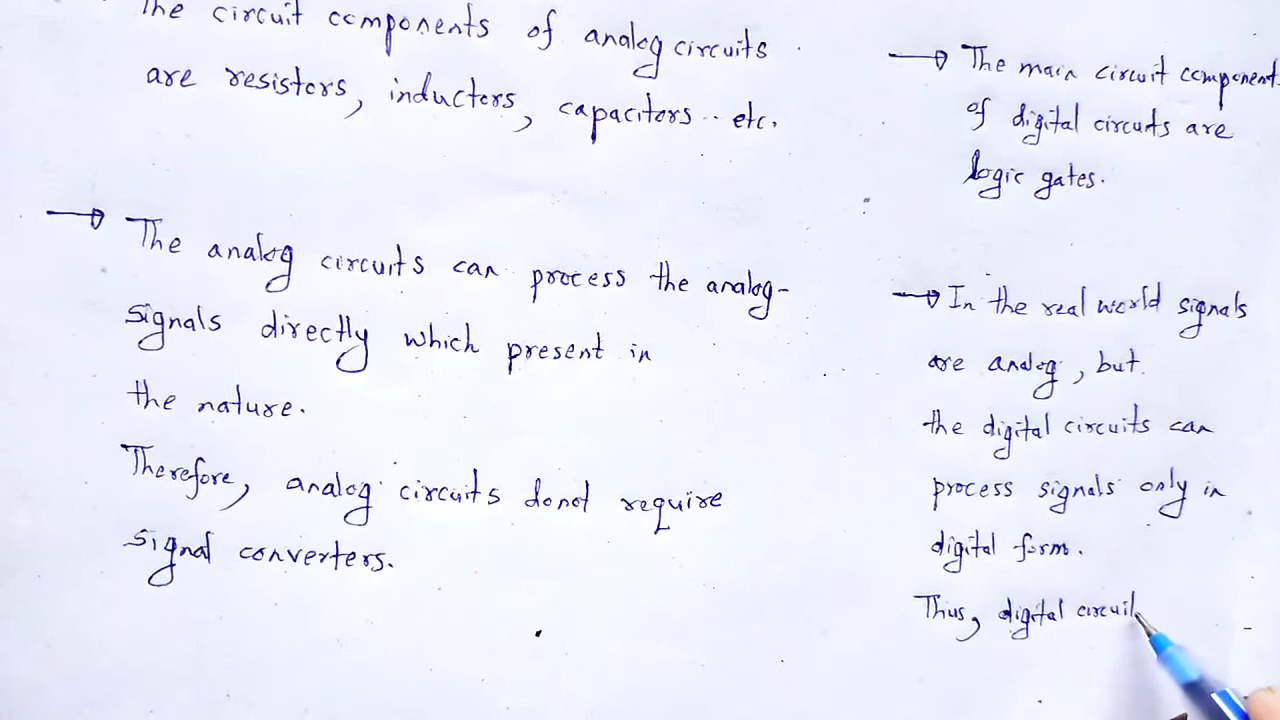 The circuit components of analog circuits
are resistors, inductors, capacitors.. etc.
→ The analog circuits can process the analog-
signals directly which present in
the nature.
Therefore, analog circuits donot require
signal converters.
→ The main circuit component
of digital circuits are
logic gates.
→ In the real world signals
are analog, but
the digital circuits can
process signals only in
digital form.
Thus, digital circuit